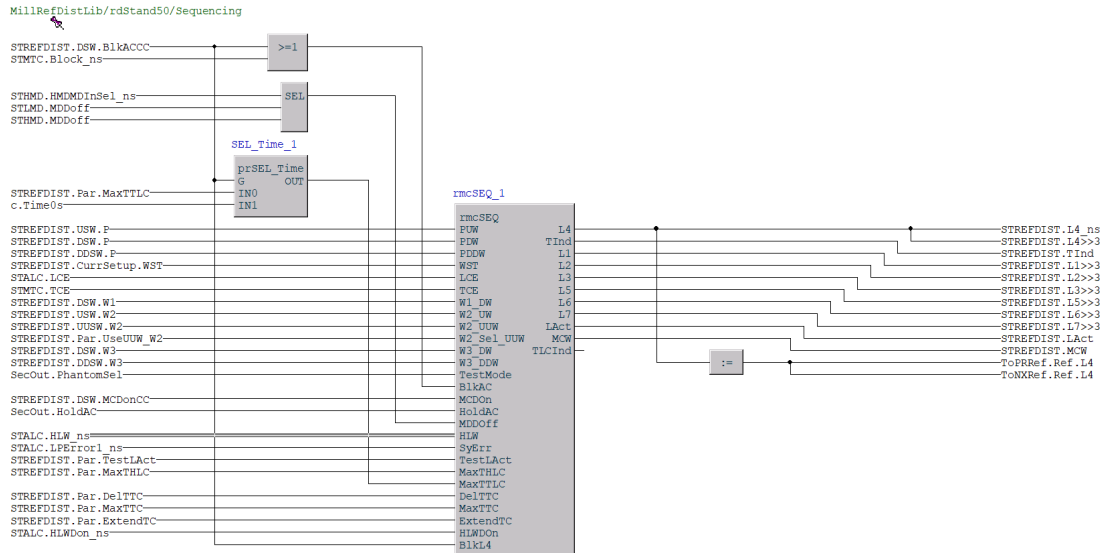 MillRefDistLib/rdStand50/Sequencing
STREFDIST.DSW.BlkACCC
STMTC.Block_ns
>=1
STHMD.HMDMDInSel_ns
STLMD.MDDoff
STHMD.MDDoff
SEL
SEL_Time_1
prSEL_Time
G OUT
STREFDIST.Par.MaxTTLC IN0
c.Time0s IN1
rmcSEQ_1
rmcSEQ
STREFDIST.USW.P PUW L4 STREFDIST.L4_ns
STREFDIST.DSW.P PDW TInd STREFDIST.L4>>3
STREFDIST.DDSW.P PDDW L1 STREFDIST.TInd
STREFDIST.CurrSetup.WST WST L2 STREFDIST.L1>>3
STALC.LCE LCE L3 STREFDIST.L2>>3
STMTC.TCE TCE L5 STREFDIST.L3>>3
STREFDIST.DSW.W1 W1_DW L6 STREFDIST.L5>>3
STREFDIST.USW.W2 W2_UW L7 STREFDIST.L6>>3
STREFDIST.UUSW.W2 W2_UUW LAct STREFDIST.L7>>3
STREFDIST.Par.UseUUW_W2 W2_Sel_UUW MCW STREFDIST.LAct
STREFDIST.DSW.W3 W3_DW TLCInd STREFDIST.MCW
STREFDIST.DDSW.W3 W3_DDW := ToPRRef.Ref.L4
SecOut.PhantomSel TestMode ToNXRef.Ref.L4
BlkAC
STREFDIST.DSW.MCDonCC MCDOn
SecOut.HoldAC HoldAC
MDDOff
STALC.HLW_ns HLW
STALC.LPError1_ns SyErr
STREFDIST.Par.TestLAct TestLAct
STREFDIST.Par.MaxTHLC MaxTHLC
MaxTTLC
STREFDIST.Par.DelTTC DelTTC
STREFDIST.Par.MaxTTC MaxTTC
STREFDIST.Par.ExtendTC ExtendTC
STALC.HLWDon_ns HLWDOn
BlkL4